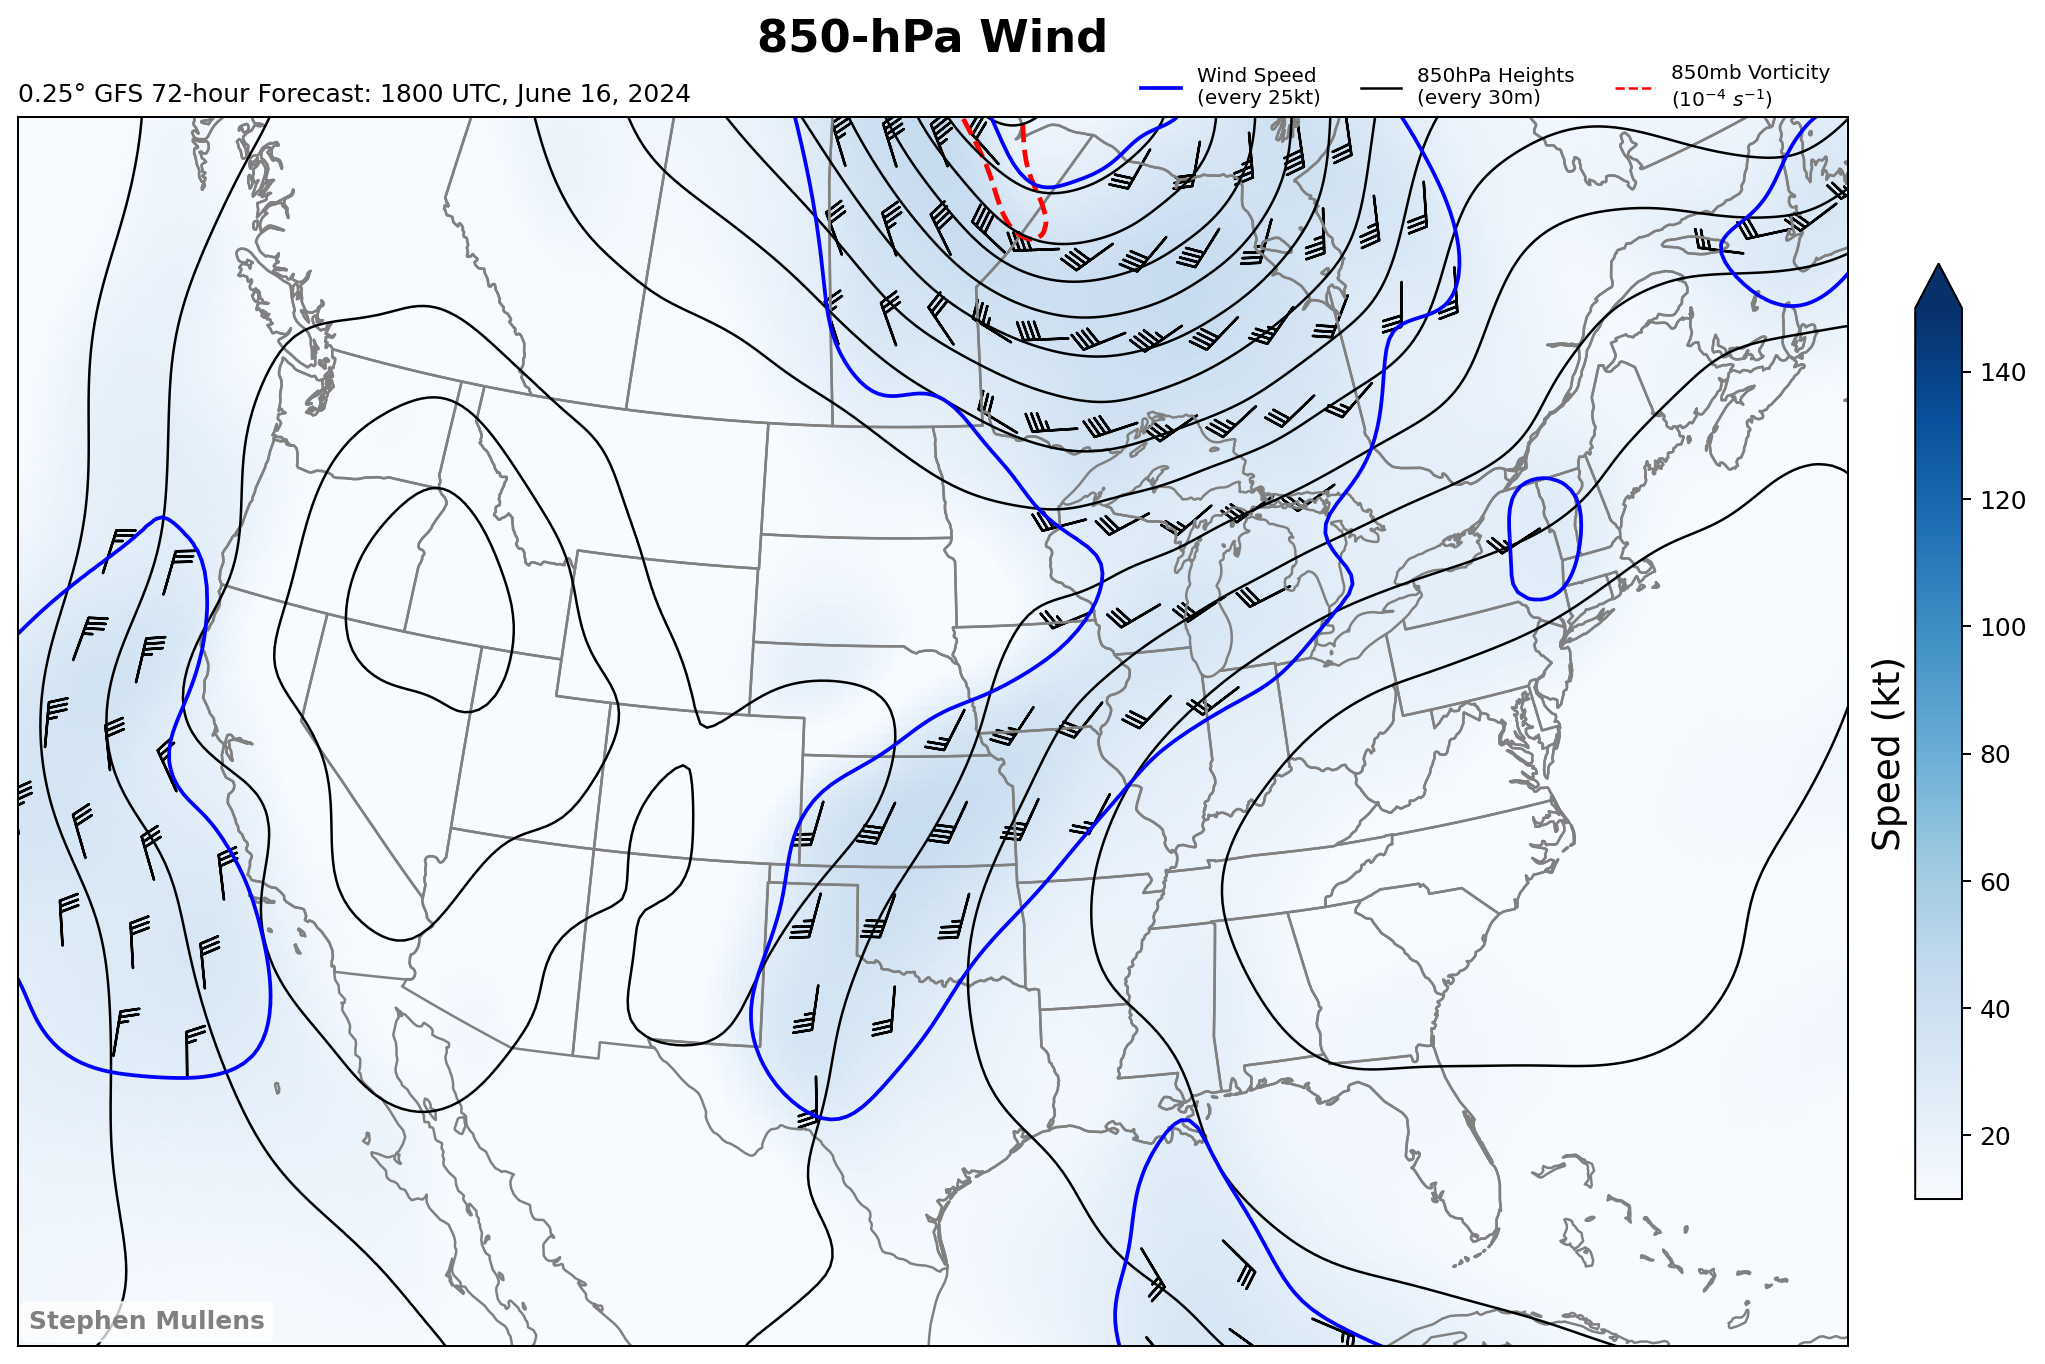 850-hPa Wind
0.25° GFS 72-hour Forecast: 1800 UTC, June 16, 2024
Wind Speed
(every 25kt)
850hPa Heights
(every 30m)
850mb Vorticity
(10⁻⁴ s⁻¹)
140
120
100
80
60
40
20
Speed (kt)
Stephen Mullens